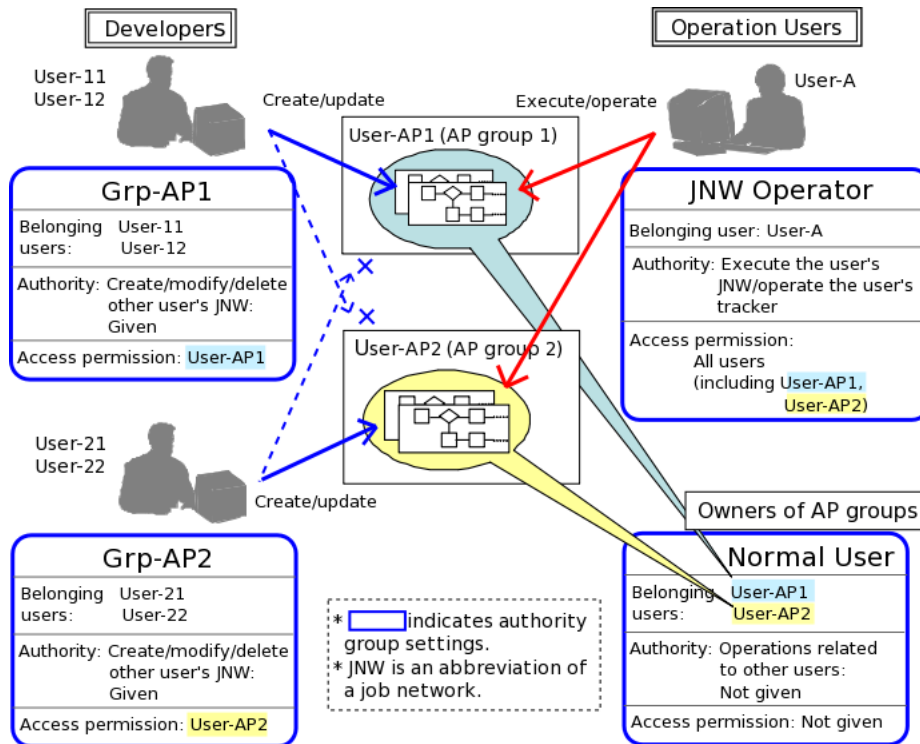 Developers
Operation Users
User-11
User-12
User-A
Create/update
Execute/operate
User-AP1 (AP group 1)
Grp-AP1
Belonging users: User-11
User-12
Authority: Create/modify/delete
other user's JNW:
Given
Access permission: User-AP1
JNW Operator
Belonging user: User-A
Authority: Execute the user's
JNW/operate the user's
tracker
Access permission:
All users
(including User-AP1,
User-AP2)
User-AP2 (AP group 2)
User-21
User-22
Create/update
Owners of AP groups
Grp-AP2
Belonging users: User-21
User-22
Authority: Create/modify/delete
other user's JNW:
Given
Access permission: User-AP2
* indicates authority
group settings.
* JNW is an abbreviation of
a job network.
Normal User
Belonging users: User-AP1
User-AP2
Authority: Operations related
to other users:
Not given
Access permission: Not given